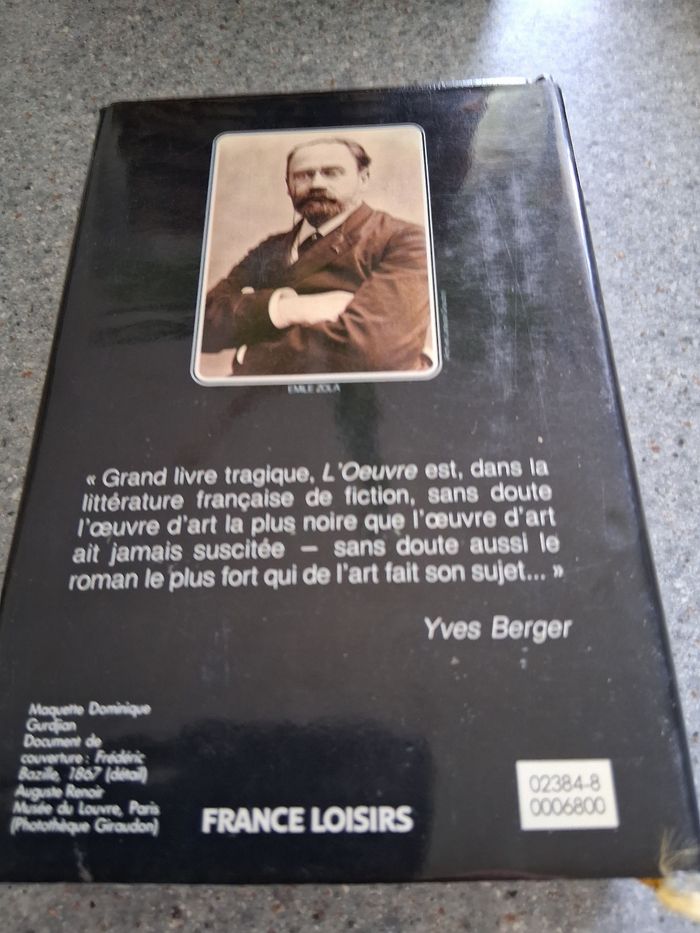 EMILE ZOLA
« Grand livre tragique, L'Oeuvre est, dans la
littérature française de fiction, sans doute
l'œuvre d'art la plus noire que l'œuvre d'art
ait jamais suscitée – sans doute aussi le
roman le plus fort qui de l'art fait son sujet... »
Yves Berger
Maquette Dominique
Gurdjian
Document de
couverture : Frédéric
Bazille, 1867 (détail)
Auguste Renoir
Musée du Louvre, Paris
(Photothèque Giraudon)
FRANCE LOISIRS
02384-8
0006800